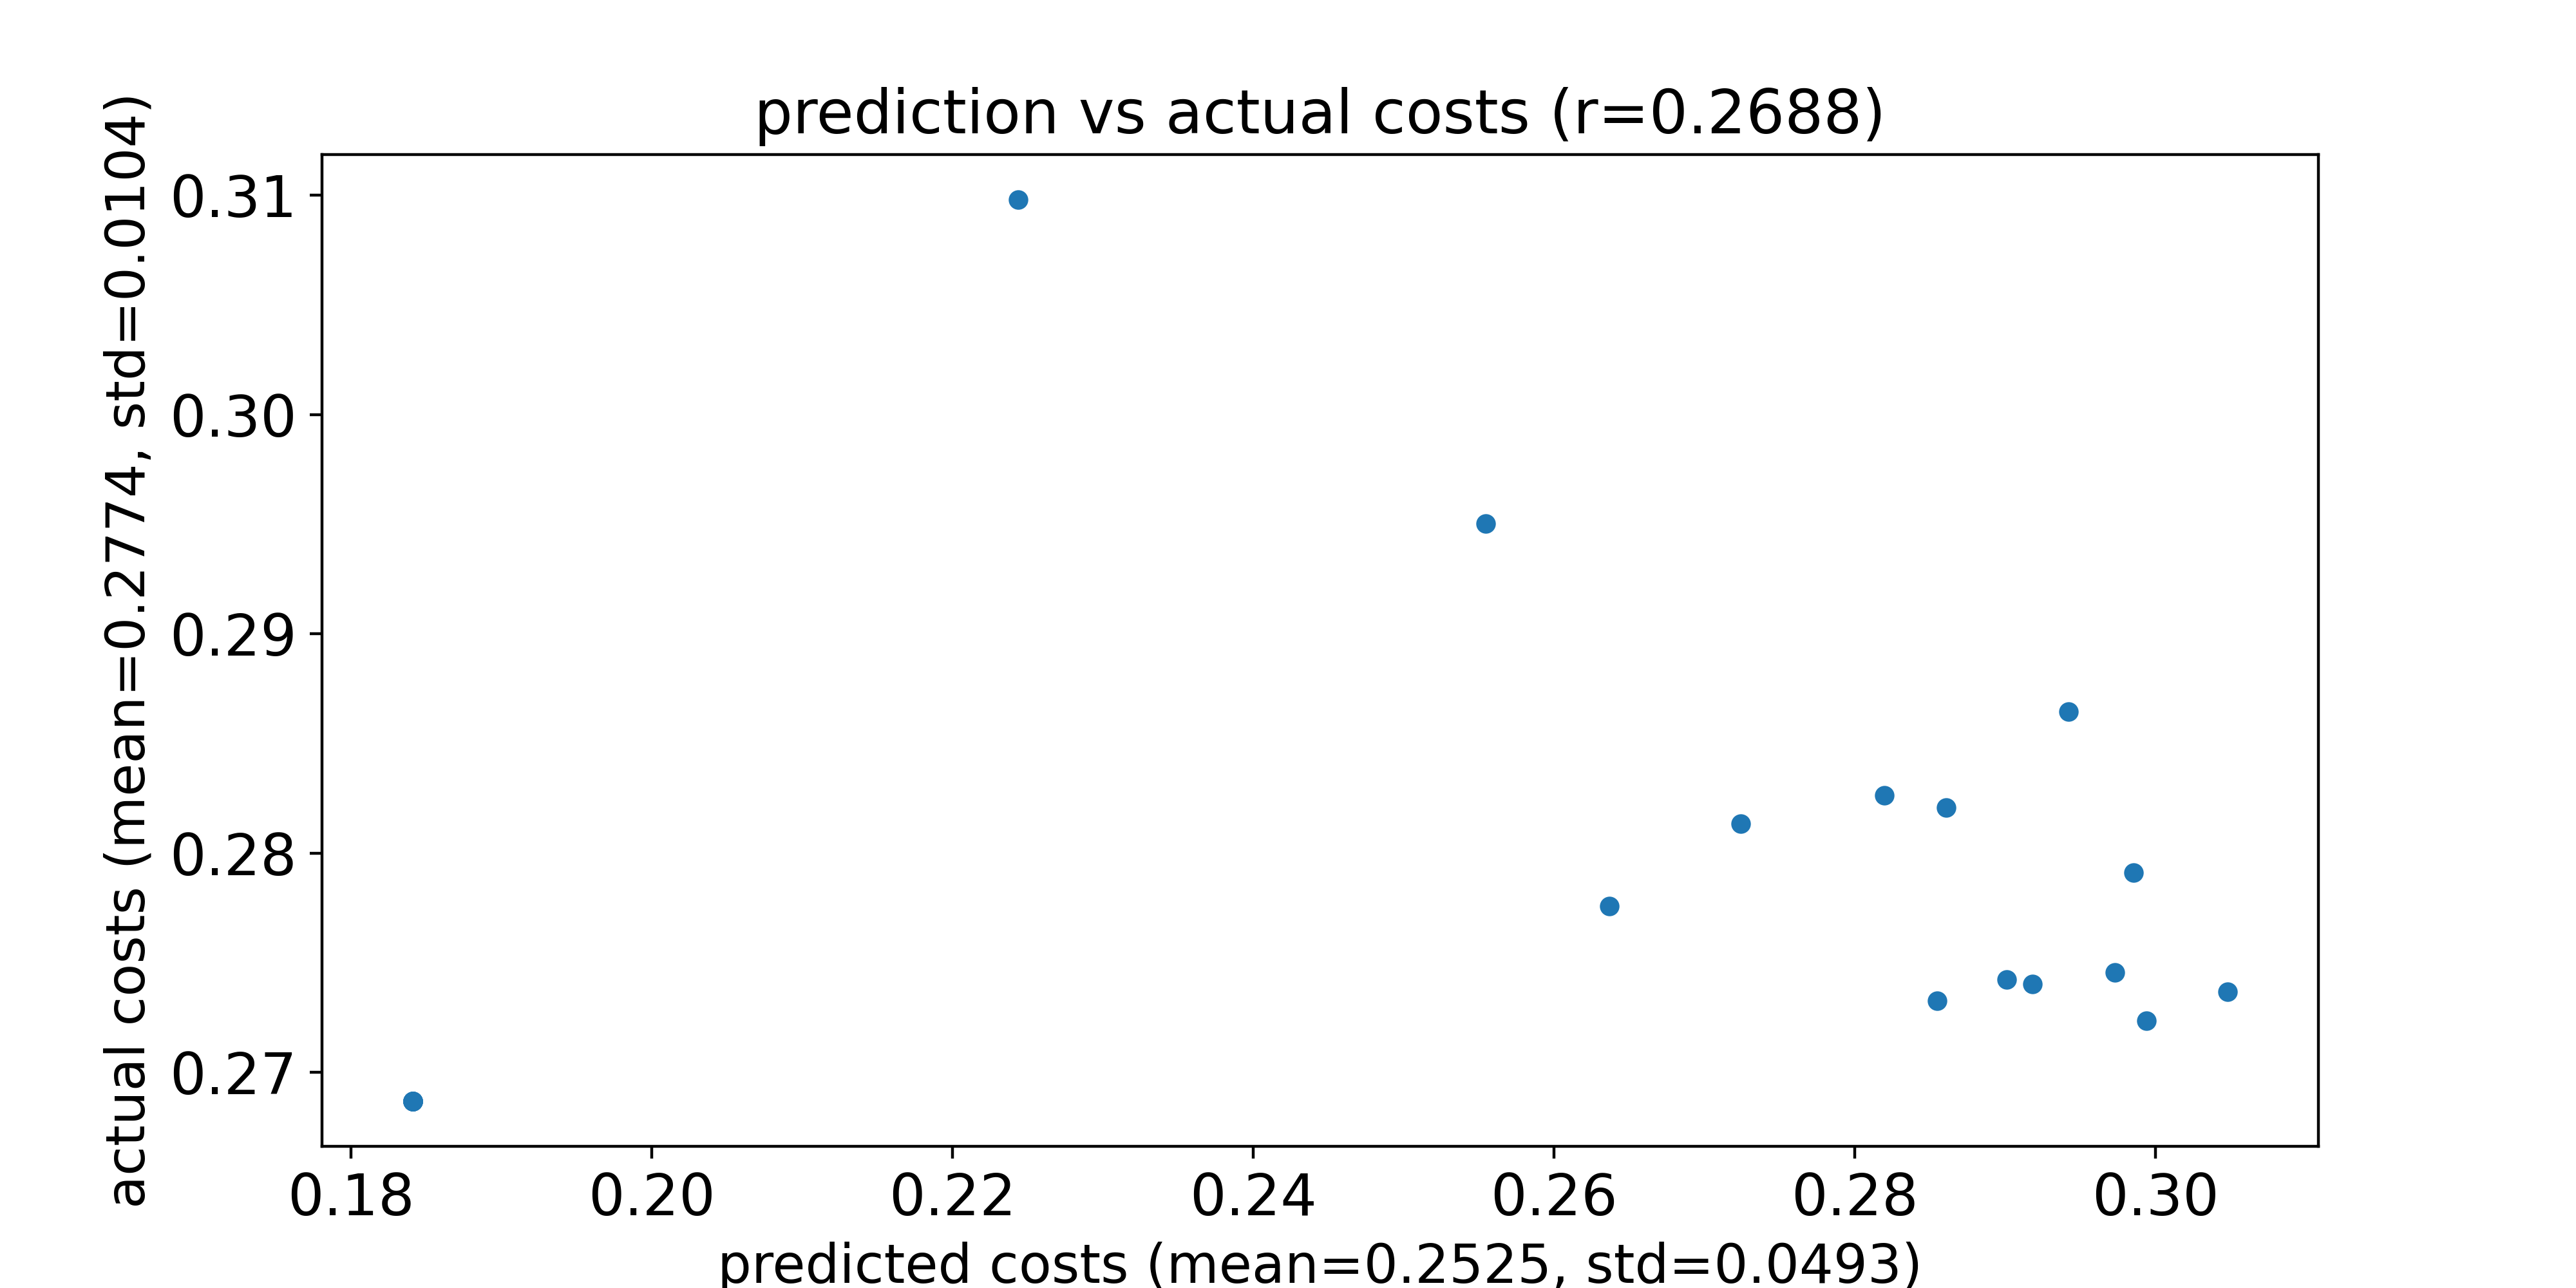 prediction vs actual costs (r=0.2688)
actual costs (mean=0.2774, std=0.0104)
0.31
0.30
0.29
0.28
0.27
0.18 0.20 0.22 0.24 0.26 0.28 0.30
predicted costs (mean=0.2525, std=0.0493)